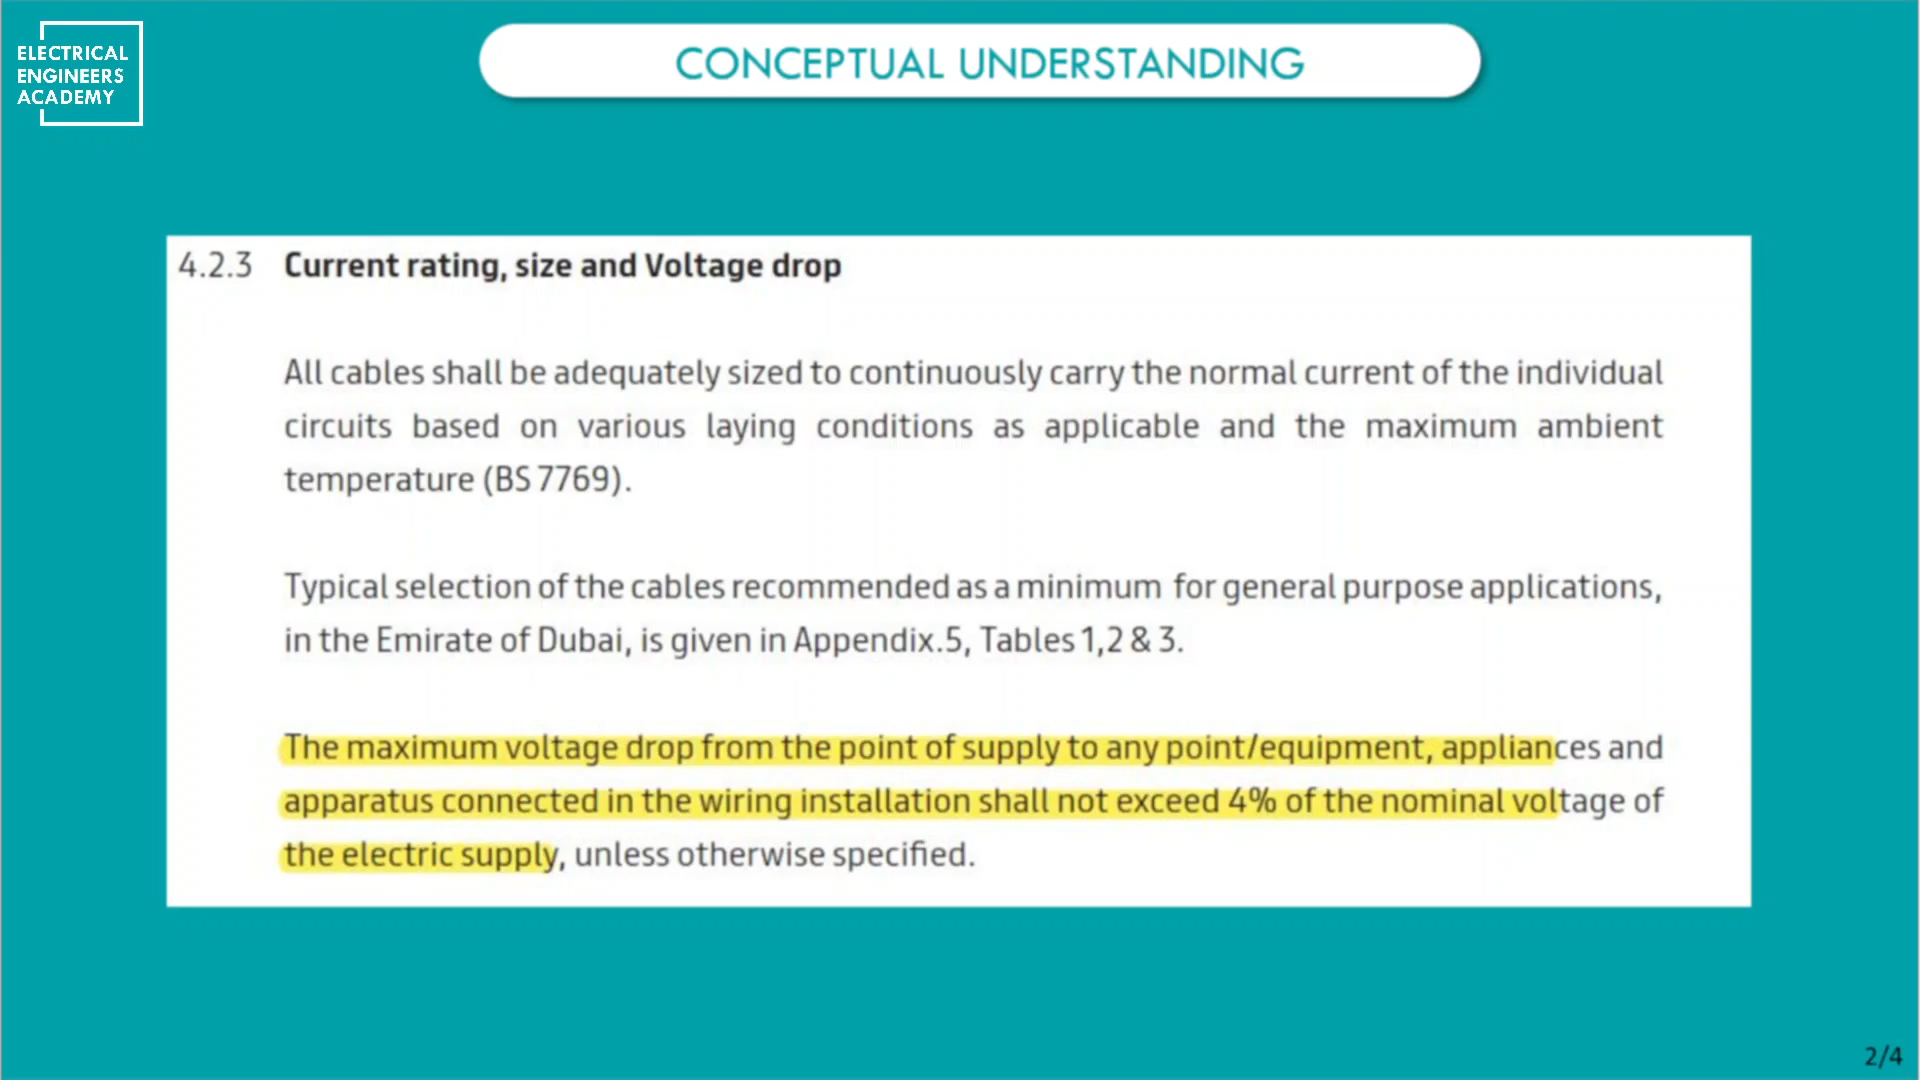 ELECTRICAL
ENGINEERS
ACADEMY
CONCEPTUAL UNDERSTANDING
4.2.3 Current rating, size and Voltage drop
All cables shall be adequately sized to continuously carry the normal current of the individual
circuits based on various laying conditions as applicable and the maximum ambient
temperature (BS 7769).
Typical selection of the cables recommended as a minimum for general purpose applications,
in the Emirate of Dubai, is given in Appendix.5, Tables 1,2 & 3.
The maximum voltage drop from the point of supply to any point/equipment, appliances and
apparatus connected in the wiring installation shall not exceed 4% of the nominal voltage of
the electric supply, unless otherwise specified.
2/4